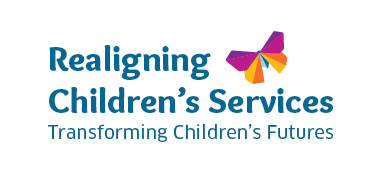 Realigning
Children's Services
Transforming Children's Futures